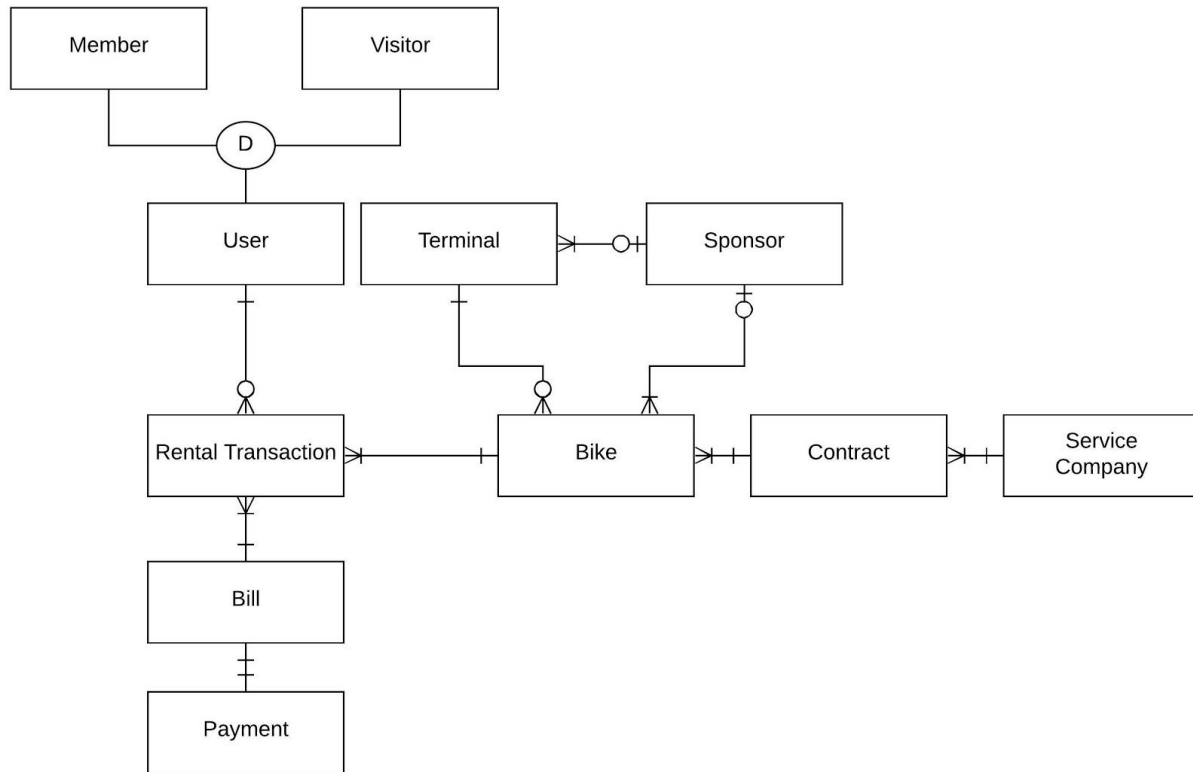 Member
Visitor
D
User
Terminal
Sponsor
Rental Transaction
Bike
Contract
Service
Company
Bill
Payment